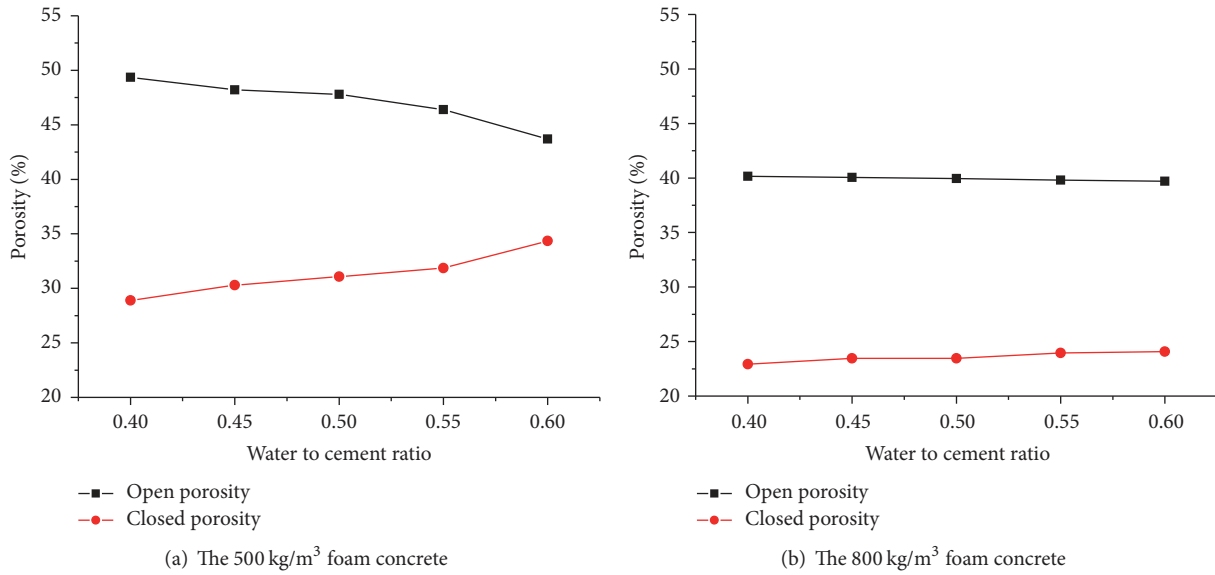 55
50
45
40
35
30
25
20
Porosity (%)
0.40 0.45 0.50 0.55 0.60
Water to cement ratio
Open porosity
Closed porosity
(a) The 500 kg/m³ foam concrete
55
50
45
40
35
30
25
20
Porosity (%)
0.40 0.45 0.50 0.55 0.60
Water to cement ratio
Open porosity
Closed porosity
(b) The 800 kg/m³ foam concrete